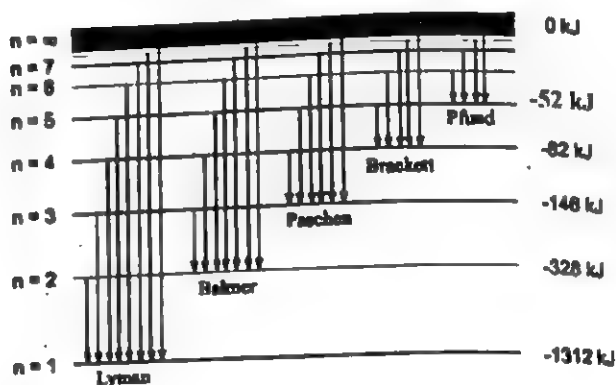 n = ∞ 0 kJ
n = 7
n = 6
n = 5 -52 kJ
Pfund
n = 4 -82 kJ
Brackett
n = 3 -146 kJ
Paschen
n = 2 -328 kJ
Balmer
n = 1 -1312 kJ
Lyman